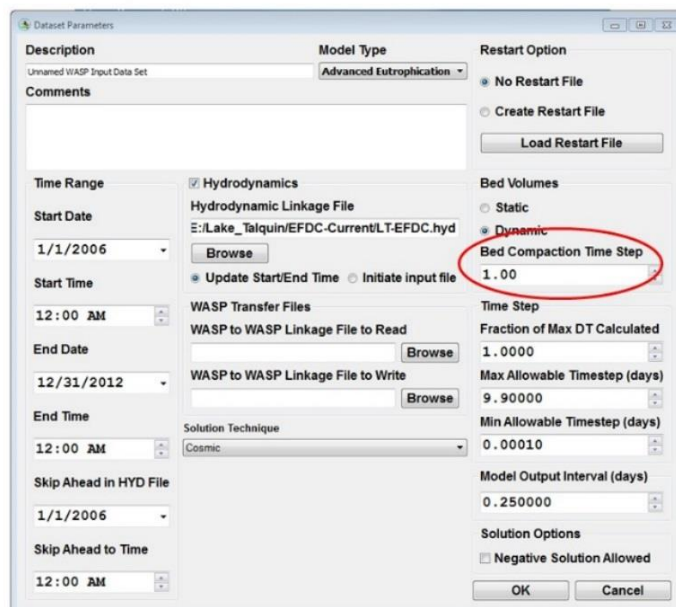 Dataset Parameters
Description
Model Type
Restart Option
Unnamed WASP Input Data Set
Advanced Eutrophication
No Restart File
Comments
Create Restart File
Load Restart File
Time Range
Hydrodynamics
Bed Volumes
Start Date
Hydrodynamic Linkage File
Static
1/1/2006
E:/Lake_Talquin/EFDC-Current/LT-EFDC.hyd
Dynamic
Browse
Bed Compaction Time Step
Start Time
Update Start/End Time
Initiate input file
1.00
12:00 AM
WASP Transfer Files
Time Step
WASP to WASP Linkage File to Read
Fraction of Max DT Calculated
End Date
Browse
1.0000
12/31/2012
WASP to WASP Linkage File to Write
Max Allowable Timestep (days)
Browse
9.90000
End Time
Solution Technique
Min Allowable Timestep (days)
12:00 AM
Cosmic
0.00010
Skip Ahead in HYD File
Model Output Interval (days)
1/1/2006
0.250000
Skip Ahead to Time
Solution Options
12:00 AM
Negative Solution Allowed
OK
Cancel